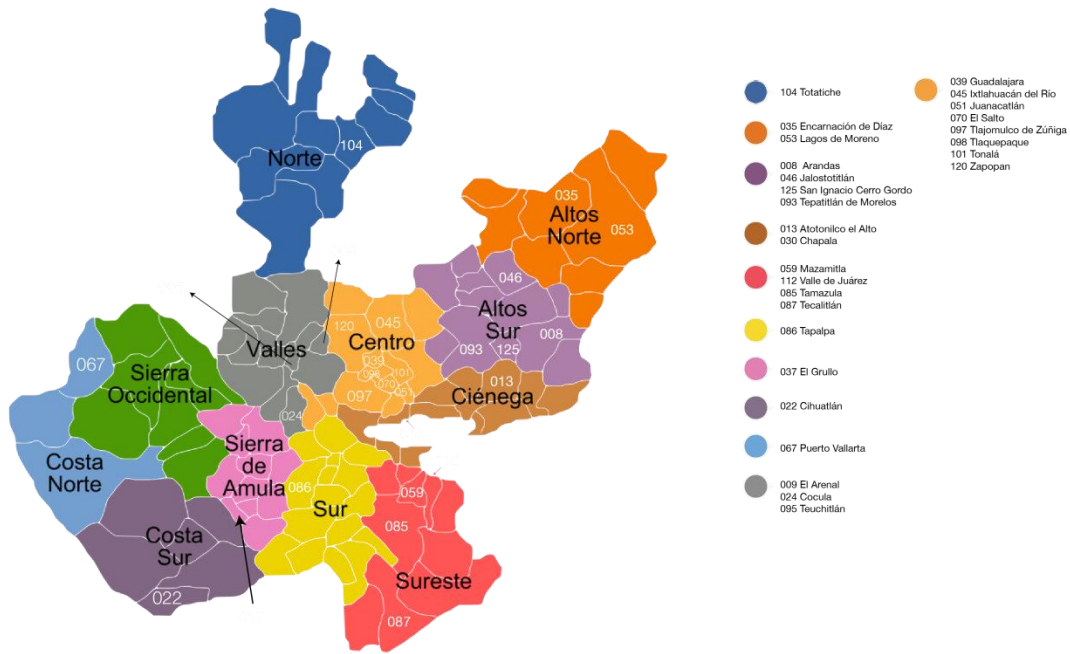 104
Norte
035
Altos
Norte
053
046
Altos
Sur
008
093
125
120
045
Centro
039
098
101
070
051
097
Valles
024
013
Ciénega
067
Sierra
Occidental
Costa
Norte
Sierra
de
Amula
086
Sur
059
085
Sureste
087
Costa
Sur
022
104 Totatiche
035 Encarnación de Díaz
053 Lagos de Moreno
008 Arandas
046 Jalostotitlán
125 San Ignacio Cerro Gordo
093 Tepatitlán de Morelos
013 Atotonilco el Alto
030 Chapala
059 Mazamitla
112 Valle de Juárez
085 Tamazula
087 Tecalitlán
086 Tapalpa
037 El Grullo
022 Cihuatlán
067 Puerto Vallarta
009 El Arenal
024 Cocula
095 Teuchitlán
039 Guadalajara
045 Ixtlahuacán del Río
051 Juanacatlán
070 El Salto
097 Tlajomulco de Zúñiga
098 Tlaquepaque
101 Tonalá
120 Zapopan